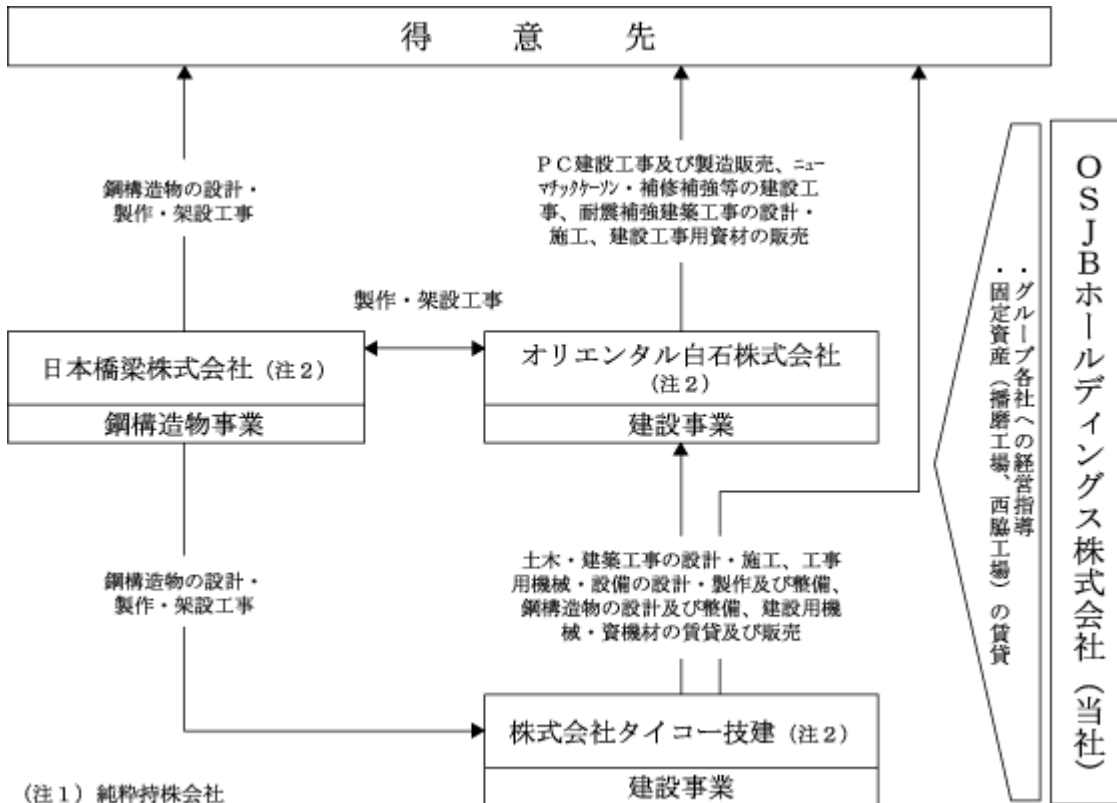 得意先
鋼構造物の設計・
製作・架設工事
ＰＣ建設工事及び製造販売、ニュー
マチックケーソン・補修補強等の建設工
事、耐震補強建築工事の設計・
施工、建設工事用資材の販売
製作・架設工事
日本橋梁株式会社（注２）
鋼構造物事業
オリエンタル白石株式会社
（注２）
建設事業
鋼構造物の設計・
製作・架設工事
土木・建築工事の設計・施工、工事
用機械・設備の設計・製作及び整備、
鋼構造物の設計及び整備、建設用機
械・資機材の賃貸及び販売
株式会社タイコー技建（注２）
建設事業
・グループ各社への経営指導
・固定資産（播磨工場、西脇工場）の賃貸
ＯＳＪＢホールディングス株式会社（当社）
（注１）純粋持株会社